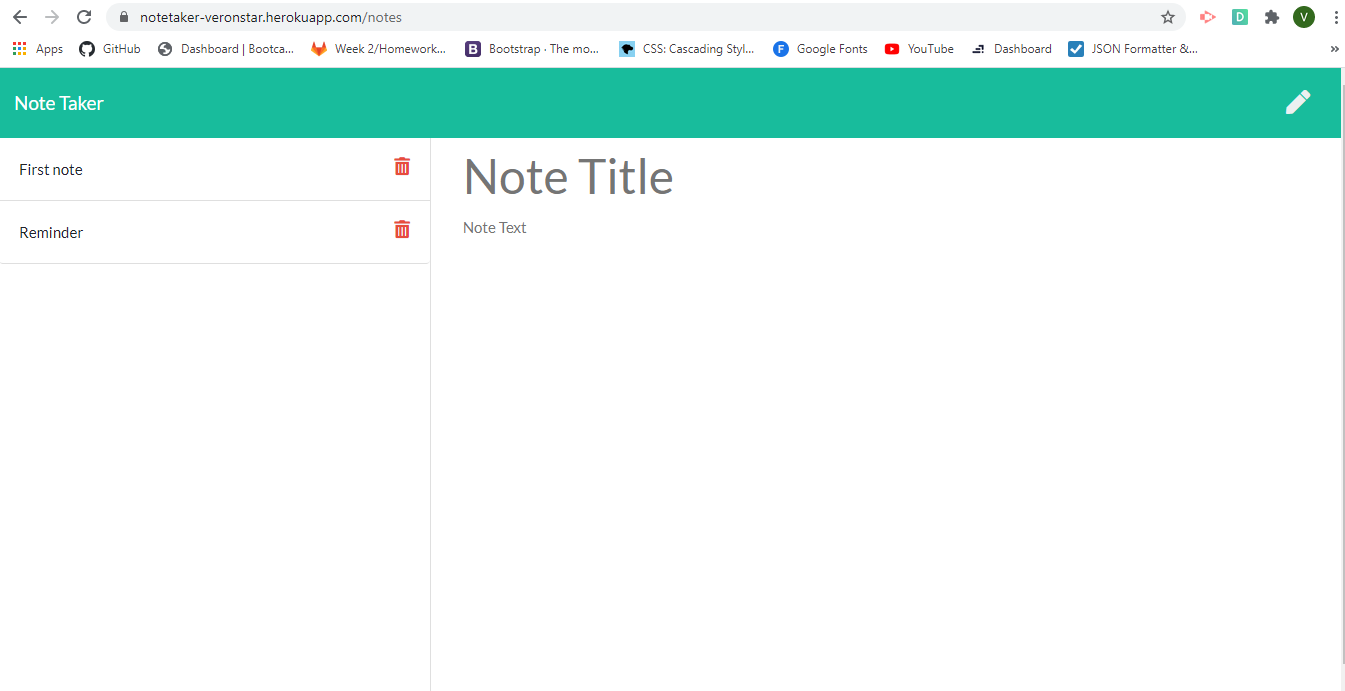 notetaker-veronstar.herokuapp.com/notes
D
V
Apps
GitHub
Dashboard | Bootca...
Week 2/Homework...
B
Bootstrap · The mo...
CSS: Cascading Styl...
F
Google Fonts
YouTube
Dashboard
JSON Formatter &...
»
Note Taker
First note
Reminder
Note Title
Note Text